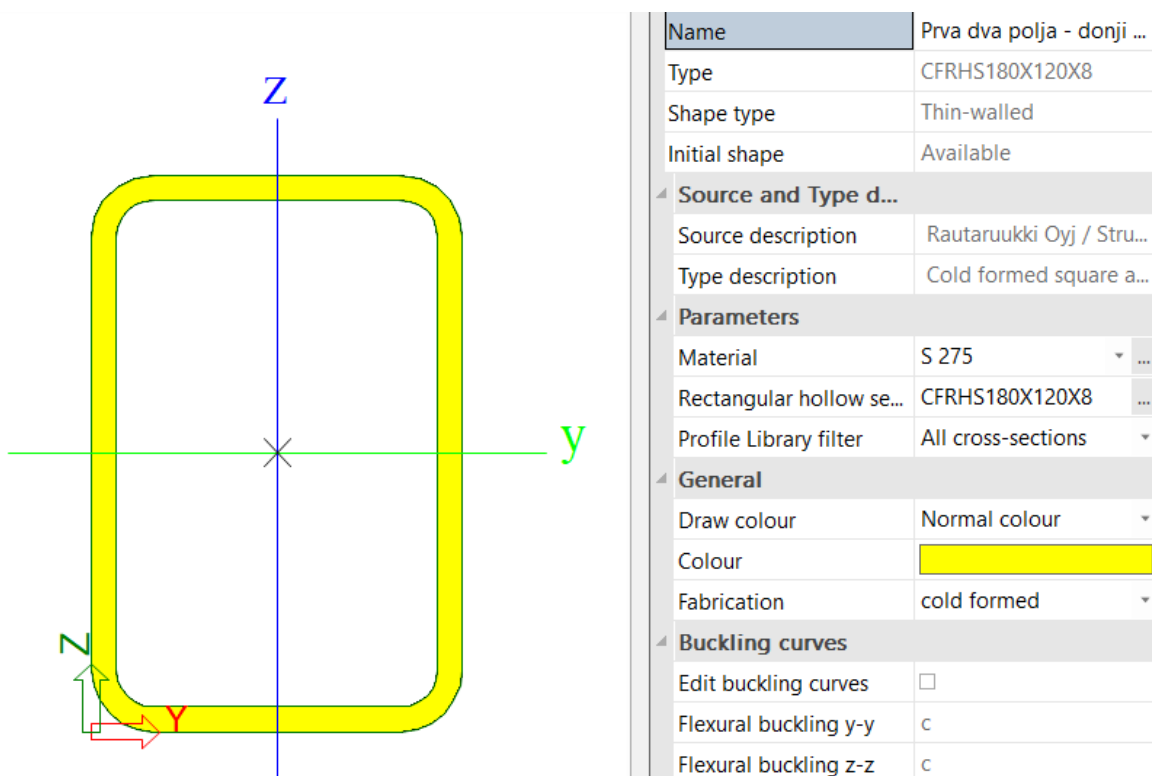 Z
y
Z
Y
Name Prva dva polja - donji ...
Type CFRHS180X120X8
Shape type Thin-walled
Initial shape Available
Source and Type d...
Source description Rautaruukki Oyj / Stru...
Type description Cold formed square a...
Parameters
Material S 275 ...
Rectangular hollow se... CFRHS180X120X8 ...
Profile Library filter All cross-sections
General
Draw colour Normal colour
Colour
Fabrication cold formed
Buckling curves
Edit buckling curves
Flexural buckling y-y c
Flexural buckling z-z c